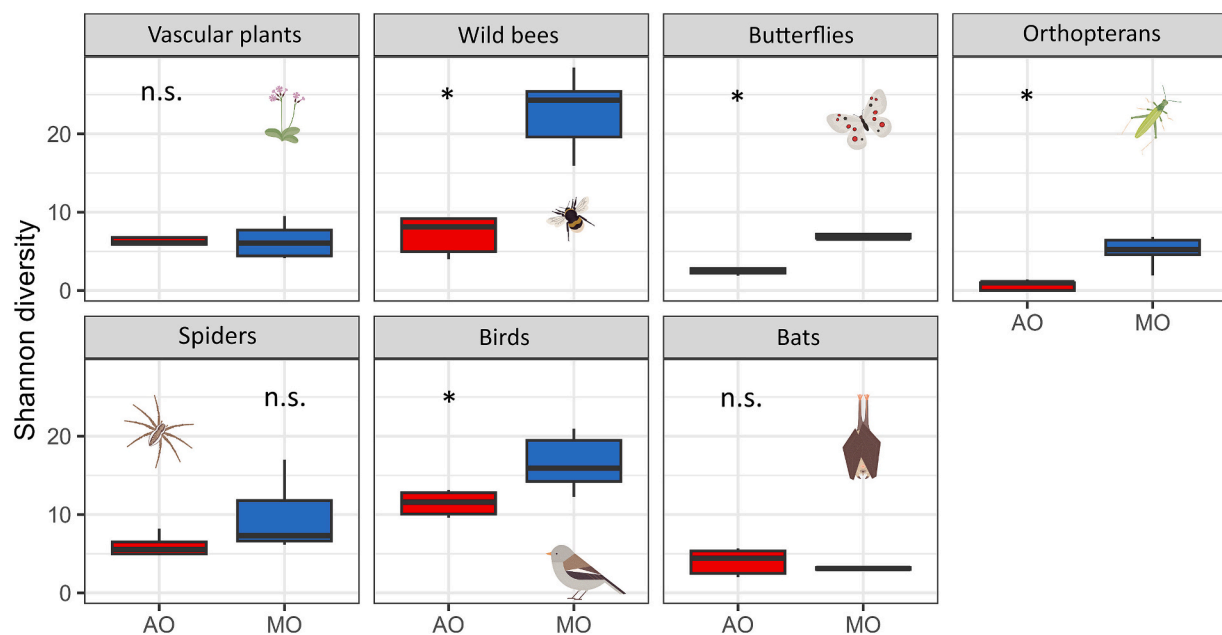 Vascular plants
Wild bees
Butterflies
Orthopterans
n.s.
*
*
*
20
10
0
AO
MO
Shannon diversity
Spiders
Birds
Bats
n.s.
*
n.s.
20
10
0
AO
MO
AO
MO
AO
MO